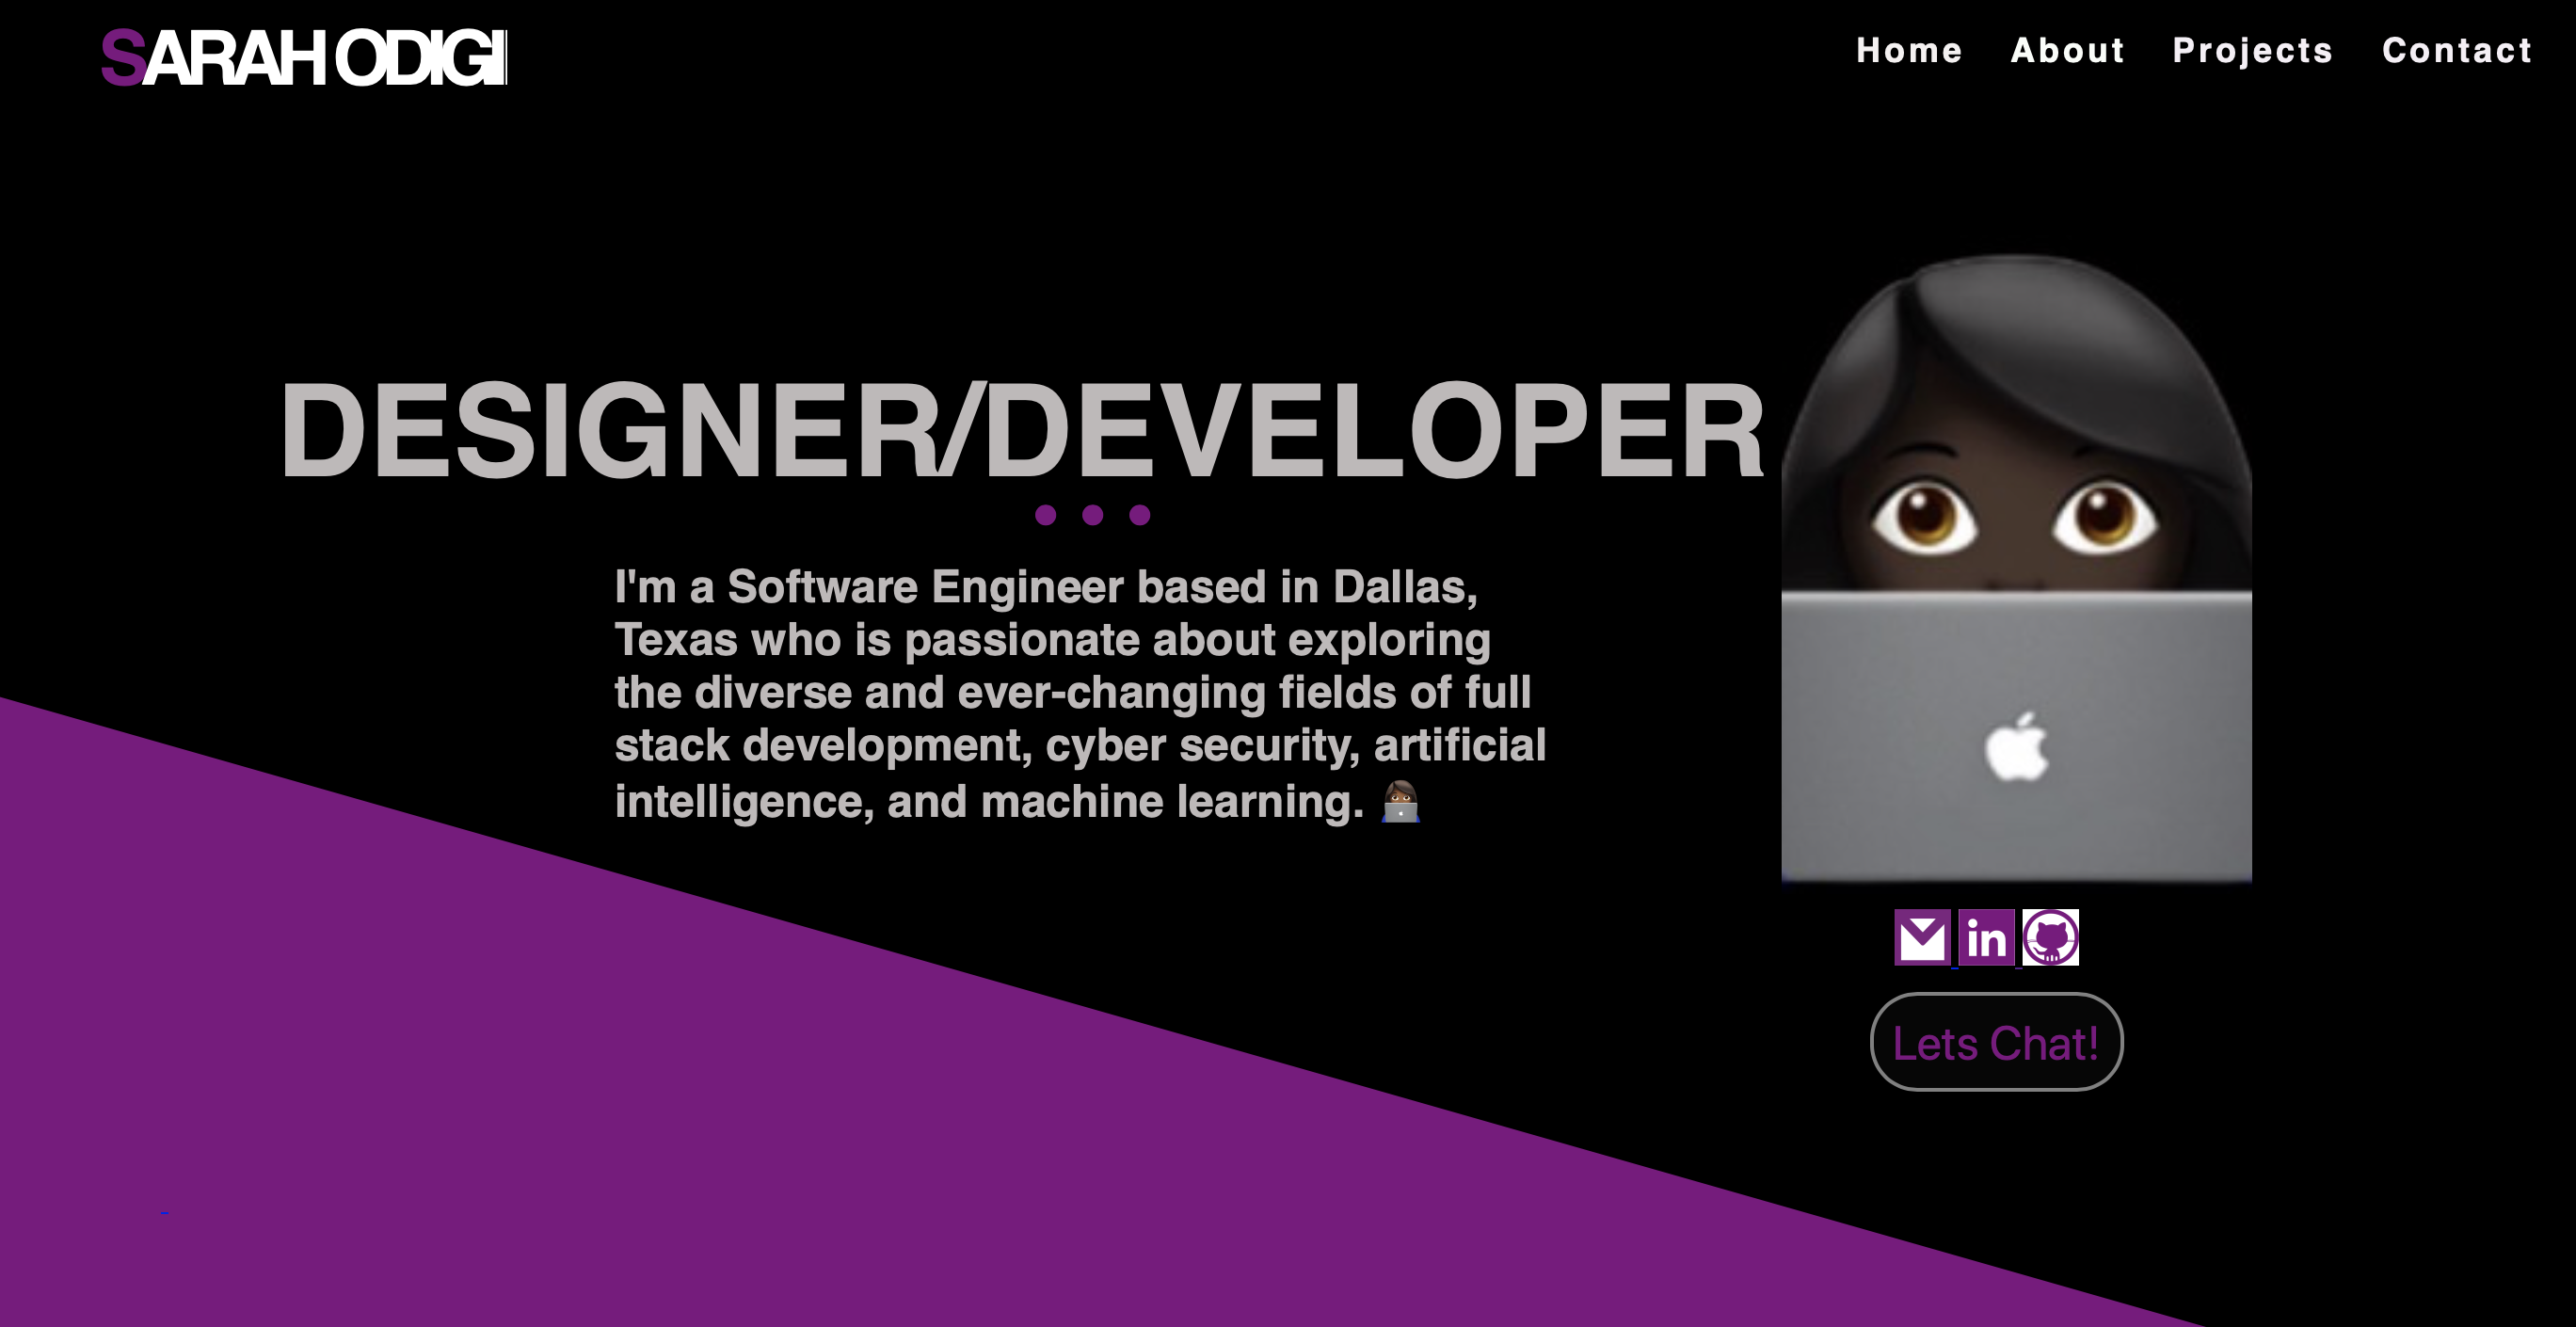 SARAH ODIGI
Home About Projects Contact
DESIGNER/DEVELOPER
I'm a Software Engineer based in Dallas,
Texas who is passionate about exploring
the diverse and ever-changing fields of full
stack development, cyber security, artificial
intelligence, and machine learning. 👩🏾‍💻
in
Lets Chat!